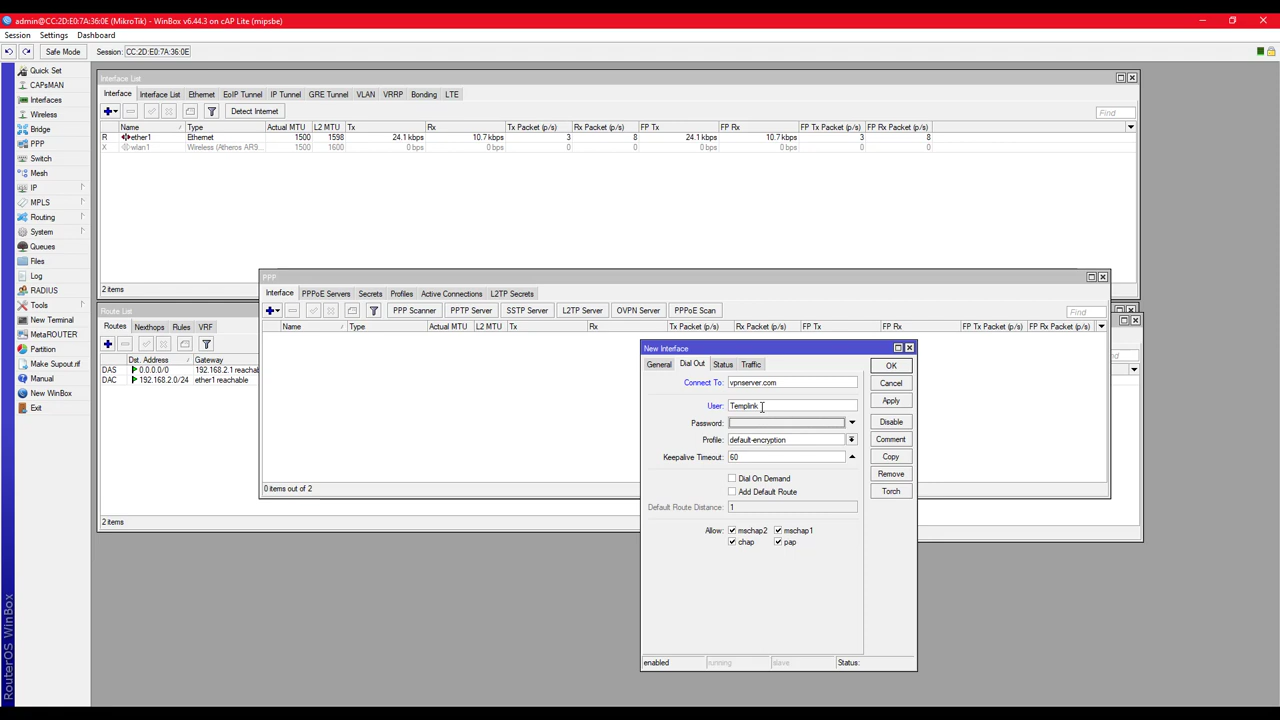 admin@CC:2D:E0:7A:36:0E (MikroTik) - WinBox v6.44.3 on cAP Lite (mipsbe)
Session Settings Dashboard
Safe Mode Session: CC:2D:E0:7A:36:0E
Quick Set
CAPsMAN
Interfaces
Wireless
Bridge
PPP
Switch
Mesh
IP
MPLS
Routing
System
Queues
Files
Log
RADIUS
Tools
New Terminal
MetaROUTER
Partition
Make Supout.rif
Manual
New WinBox
Exit
RouterOS WinBox
Interface List
Interface Interface List Ethernet EoIP Tunnel IP Tunnel GRE Tunnel VLAN VRRP Bonding LTE
Detect Internet Find
Name Type Actual MTU L2 MTU Tx Rx Tx Packet (p/s) Rx Packet (p/s) FP Tx FP Rx FP Tx Packet (p/s) FP Rx Packet (p/s)
R ether1 Ethernet 1500 1598 24.1 kbps 10.7 kbps 3 8 24.1 kbps 10.7 kbps 3 8
X wlan1 Wireless (Atheros AR9... 1500 1600 0 bps 0 bps 0 0 0 bps 0 bps 0 0
2 items
Route List
Routes Nexthops Rules VRF
Dst. Address Gateway
DAS 0.0.0.0/0 192.168.2.1 reachab
DAC 192.168.2.0/24 ether1 reachable
2 items
PPP
Interface PPPoE Servers Secrets Profiles Active Connections L2TP Secrets
PPP Scanner PPTP Server SSTP Server L2TP Server OVPN Server PPPoE Scan Find
Name Type Actual MTU L2 MTU Tx Rx Tx Packet (p/s) Rx Packet (p/s) FP Tx FP Rx FP Tx Packet (p/s) FP Rx Packet (p/s)
0 items out of 2
New Interface
General Dial Out Status Traffic
Connect To: vpnserver.com
User: Templink
Password:
Profile: default-encryption
Keepalive Timeout: 60
Dial On Demand
Add Default Route
Default Route Distance: 1
Allow: mschap2 mschap1
chap pap
OK
Cancel
Apply
Disable
Comment
Copy
Remove
Torch
enabled running slave Status: